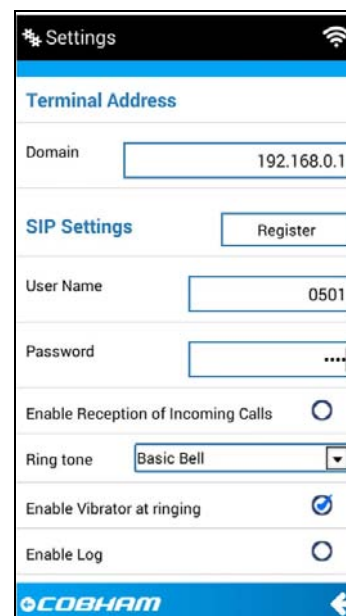 Settings
Terminal Address
Domain 192.168.0.1
SIP Settings Register
User Name 0501
Password ••••
Enable Reception of Incoming Calls
Ring tone Basic Bell
Enable Vibrator at ringing
Enable Log
COBHAM